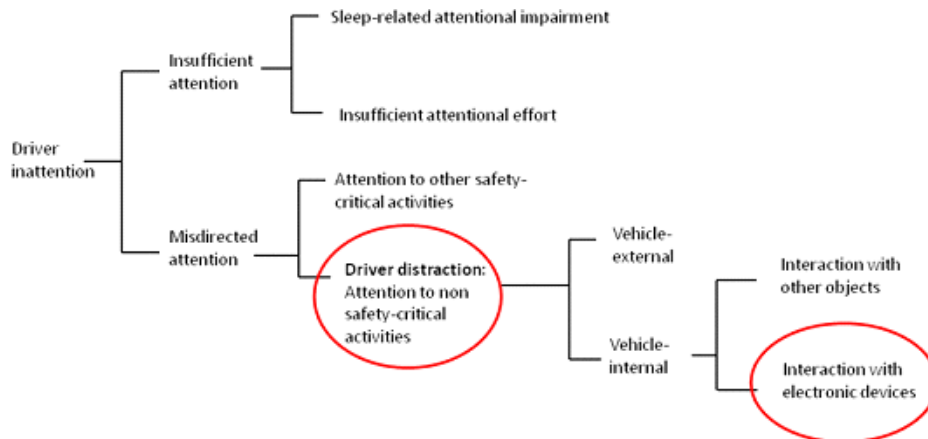 Sleep-related attentional impairment
Insufficient
attention
Insufficient attentional effort
Driver
inattention
Attention to other safety-
critical activities
Misdirected
attention
Driver distraction:
Attention to non
safety-critical
activities
Vehicle-
external
Vehicle-
internal
Interaction with
other objects
Interaction with
electronic devices